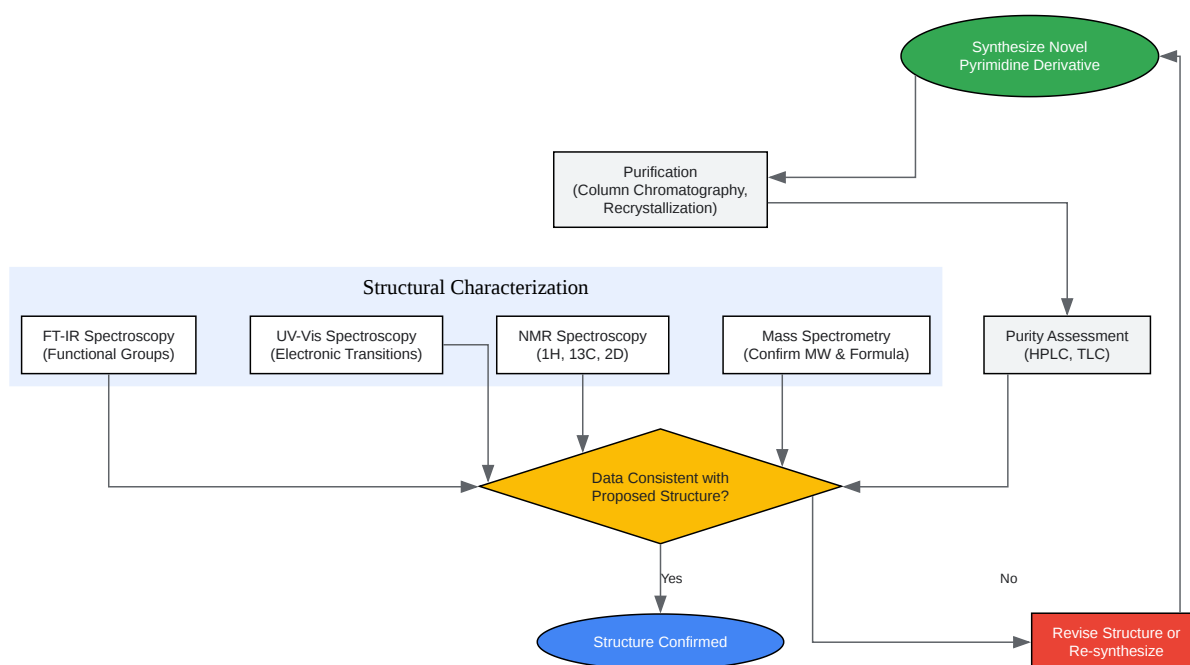 Synthesize Novel
Pyrimidine Derivative
Purification
(Column Chromatography,
Recrystallization)
Structural Characterization
FT-IR Spectroscopy
(Functional Groups)
UV-Vis Spectroscopy
(Electronic Transitions)
NMR Spectroscopy
(1H, 13C, 2D)
Mass Spectrometry
(Confirm MW & Formula)
Purity Assessment
(HPLC, TLC)
Data Consistent with
Proposed Structure?
Yes
No
Structure Confirmed
Revise Structure or
Re-synthesize